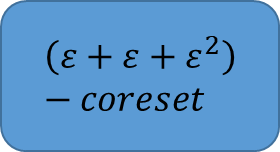 (ε + ε + ε²)
− coreset